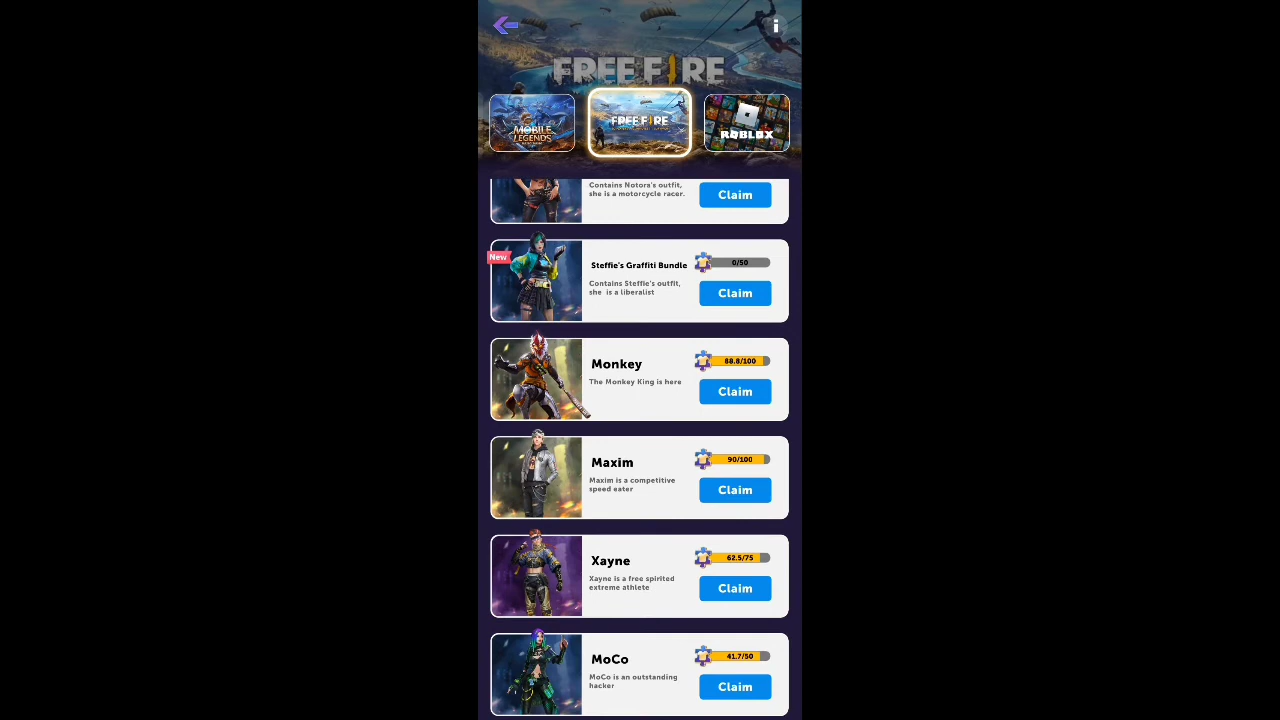 FREE FIRE
MOBILE
LEGENDS
FREE FIRE
ROBLOX
Contains Notora's outfit,
she is a motorcycle racer.
Claim
New
Steffie's Graffiti Bundle
0/50
Contains Steffie's outfit,
she is a liberalist
Claim
Monkey
88.8/100
The Monkey King is here
Claim
Maxim
90/100
Maxim is a competitive
speed eater
Claim
Xayne
62.5/75
Xayne is a free spirited
extreme athlete
Claim
MoCo
41.7/50
MoCo is an outstanding
hacker
Claim